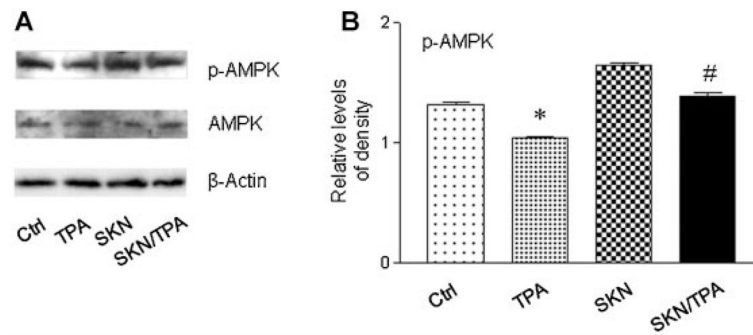 A
p-AMPK
AMPK
β-Actin
Ctrl
TPA
SKN
SKN/TPA
B
p-AMPK
Relative levels
of density
2
1
0
*
#
Ctrl
TPA
SKN
SKN/TPA